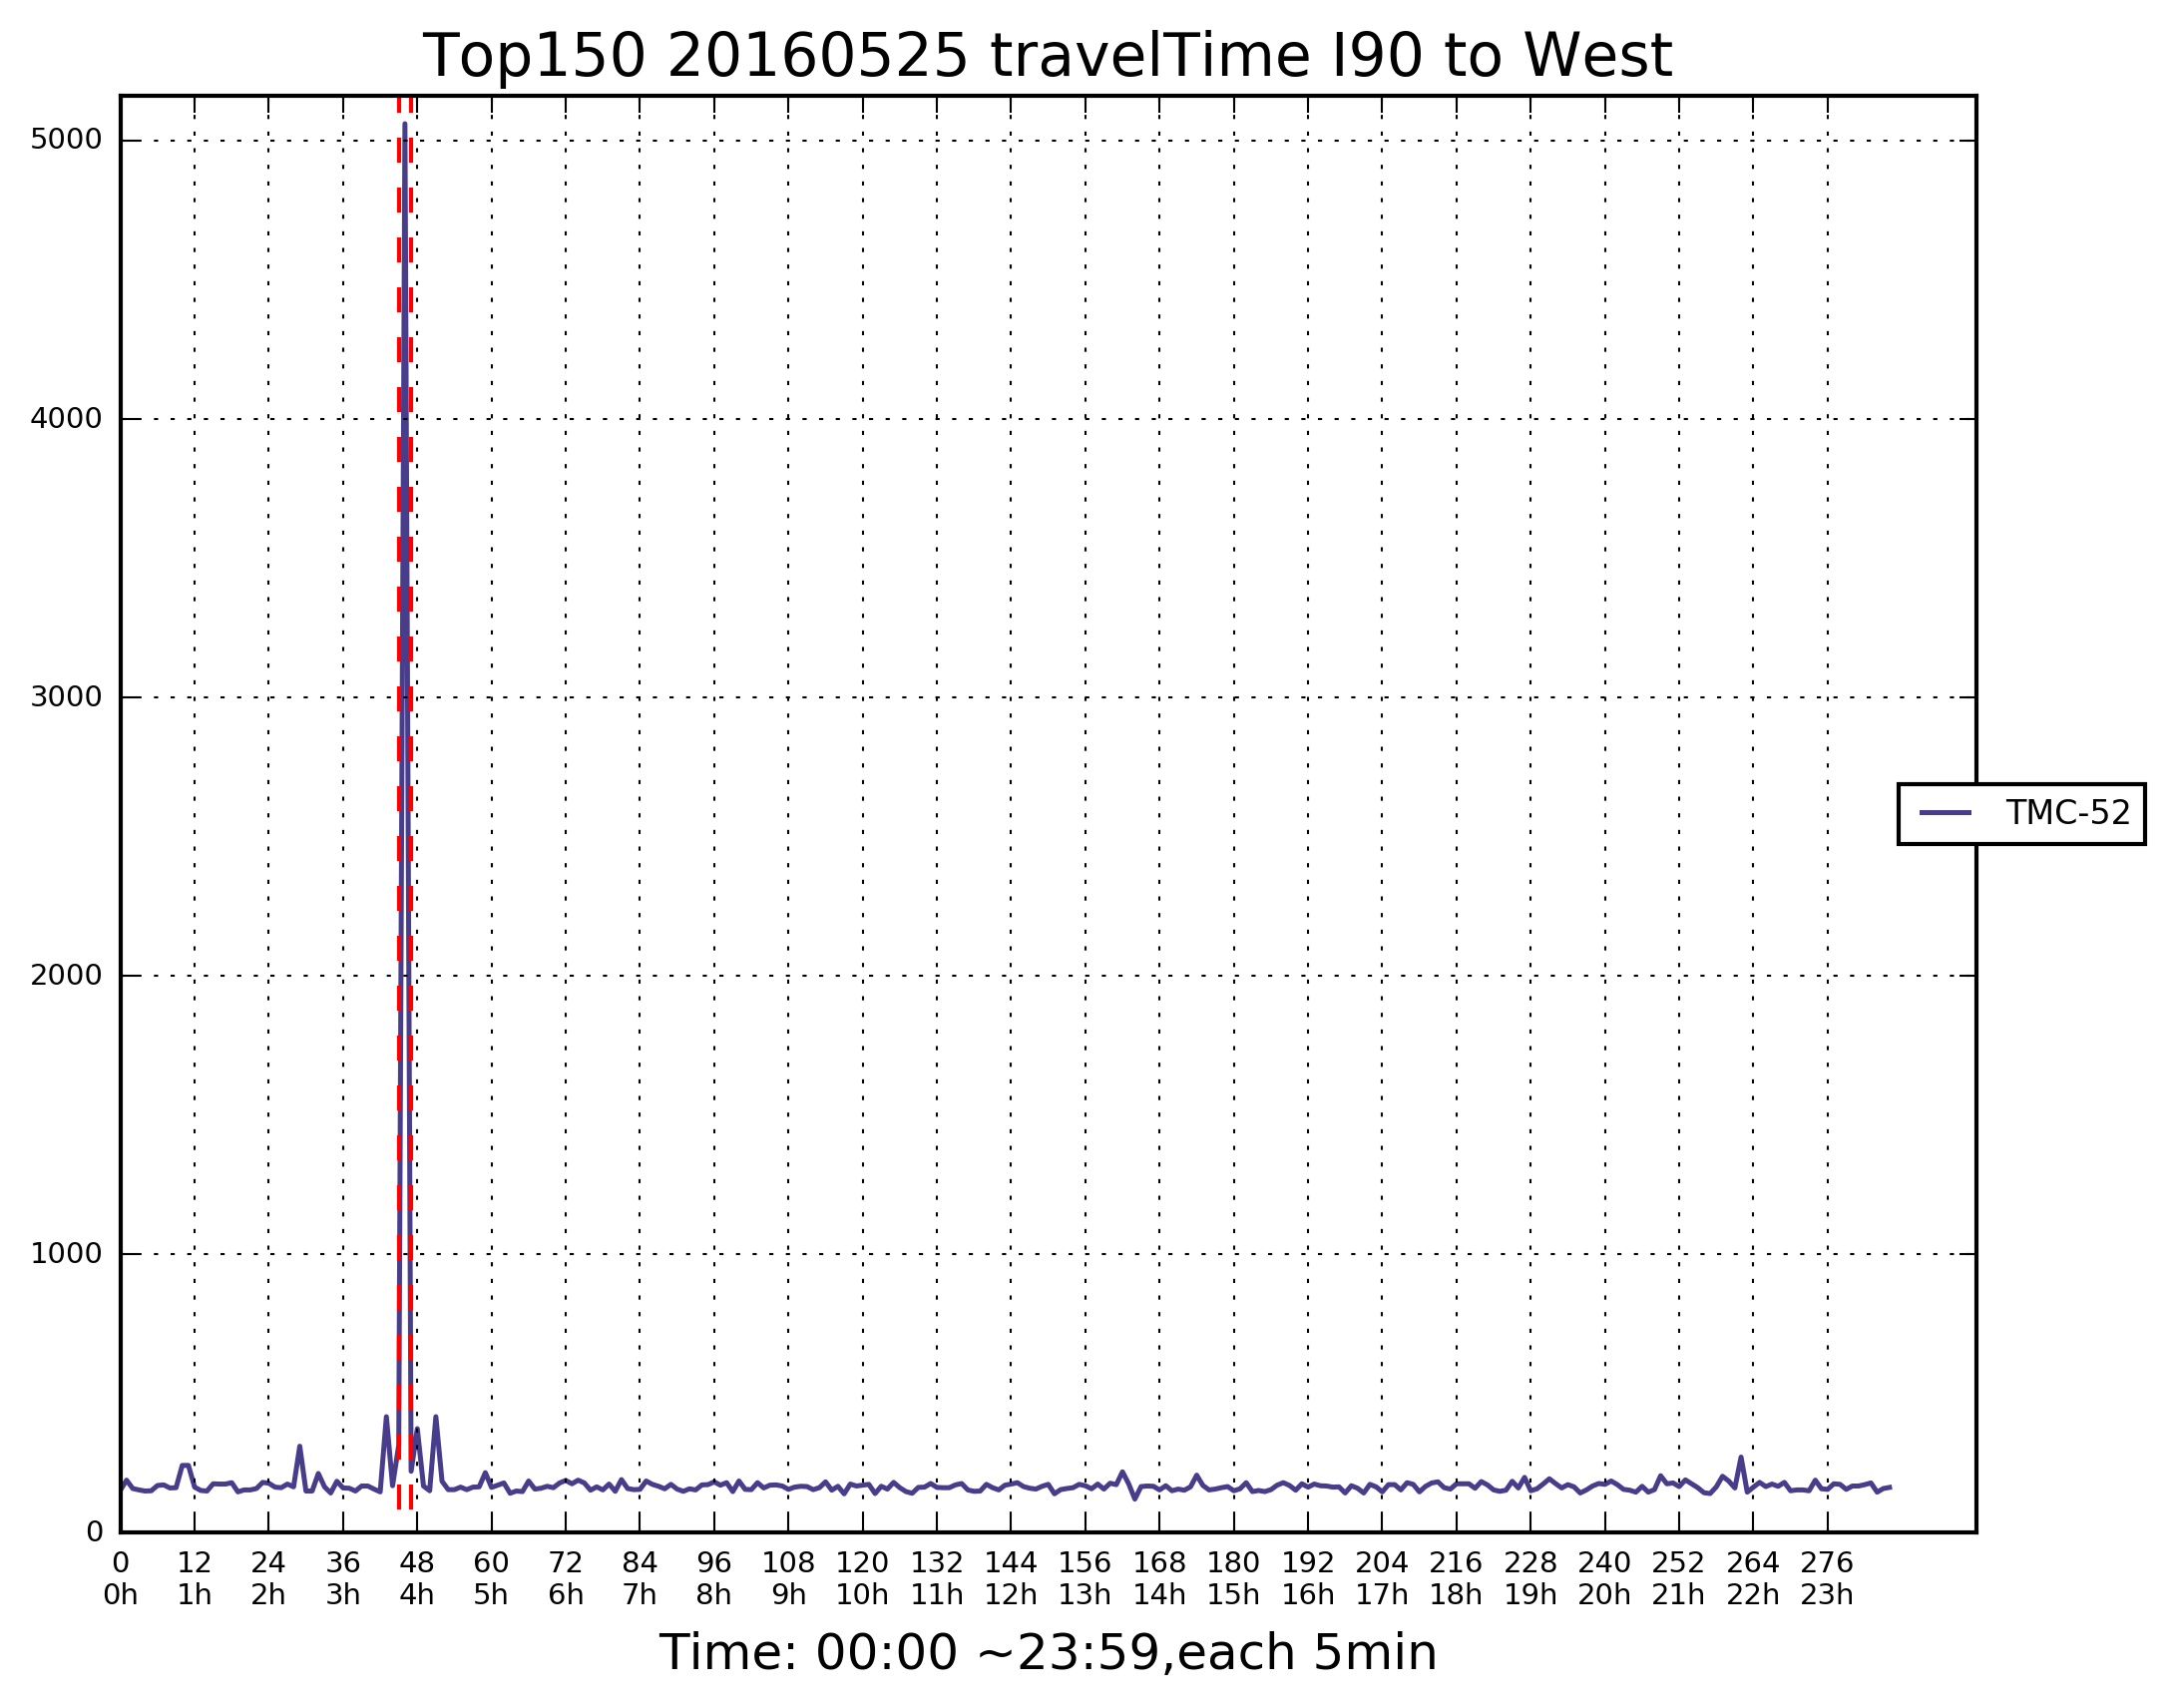 Top150 20160525 travelTime I90 to West
5000
4000
3000
2000
1000
0
TMC-52
0 12 24 36 48 60 72 84 96 108 120 132 144 156 168 180 192 204 216 228 240 252 264 276
0h 1h 2h 3h 4h 5h 6h 7h 8h 9h 10h 11h 12h 13h 14h 15h 16h 17h 18h 19h 20h 21h 22h 23h
Time: 00:00 ~23:59,each 5min